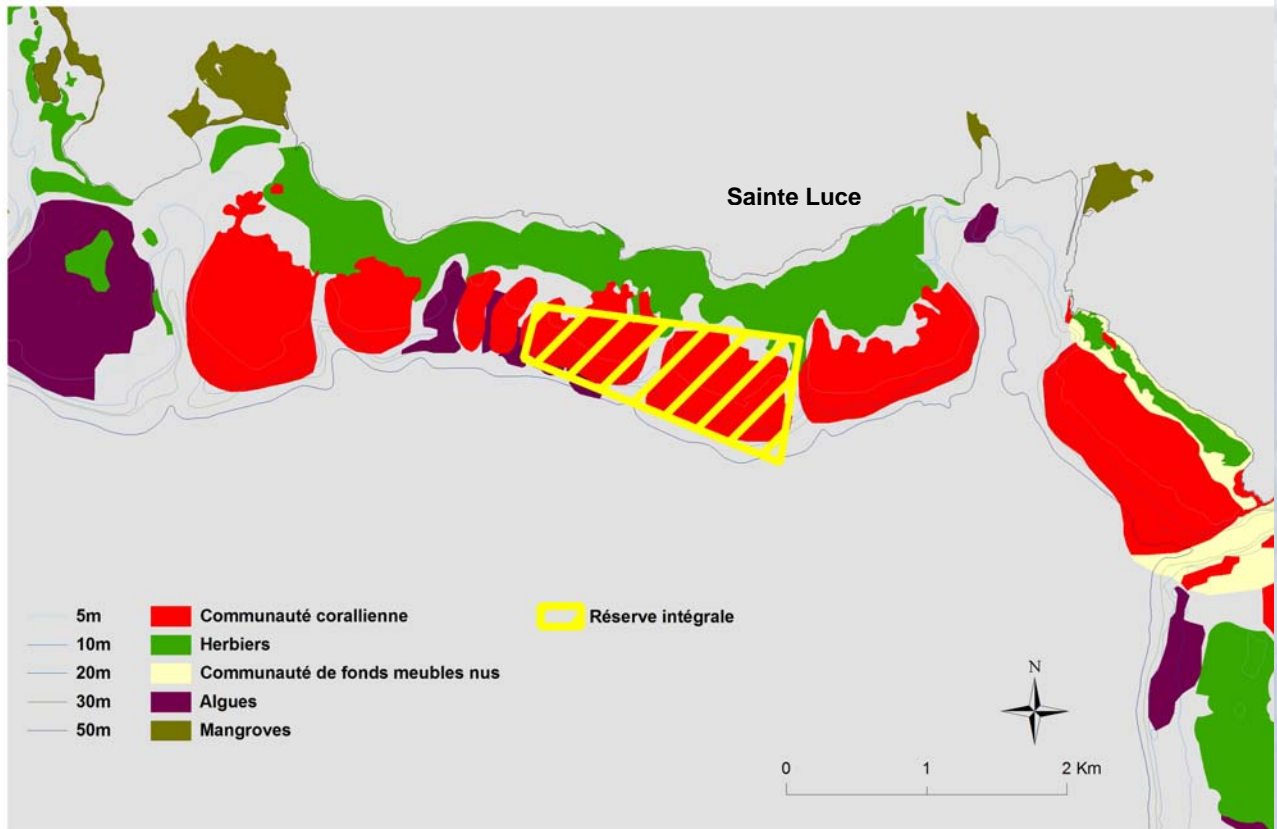 Sainte Luce
5m
10m
20m
30m
50m
Communauté corallienne
Herbiers
Communauté de fonds meubles nus
Algues
Mangroves
Réserve intégrale
N
0 1 2 Km